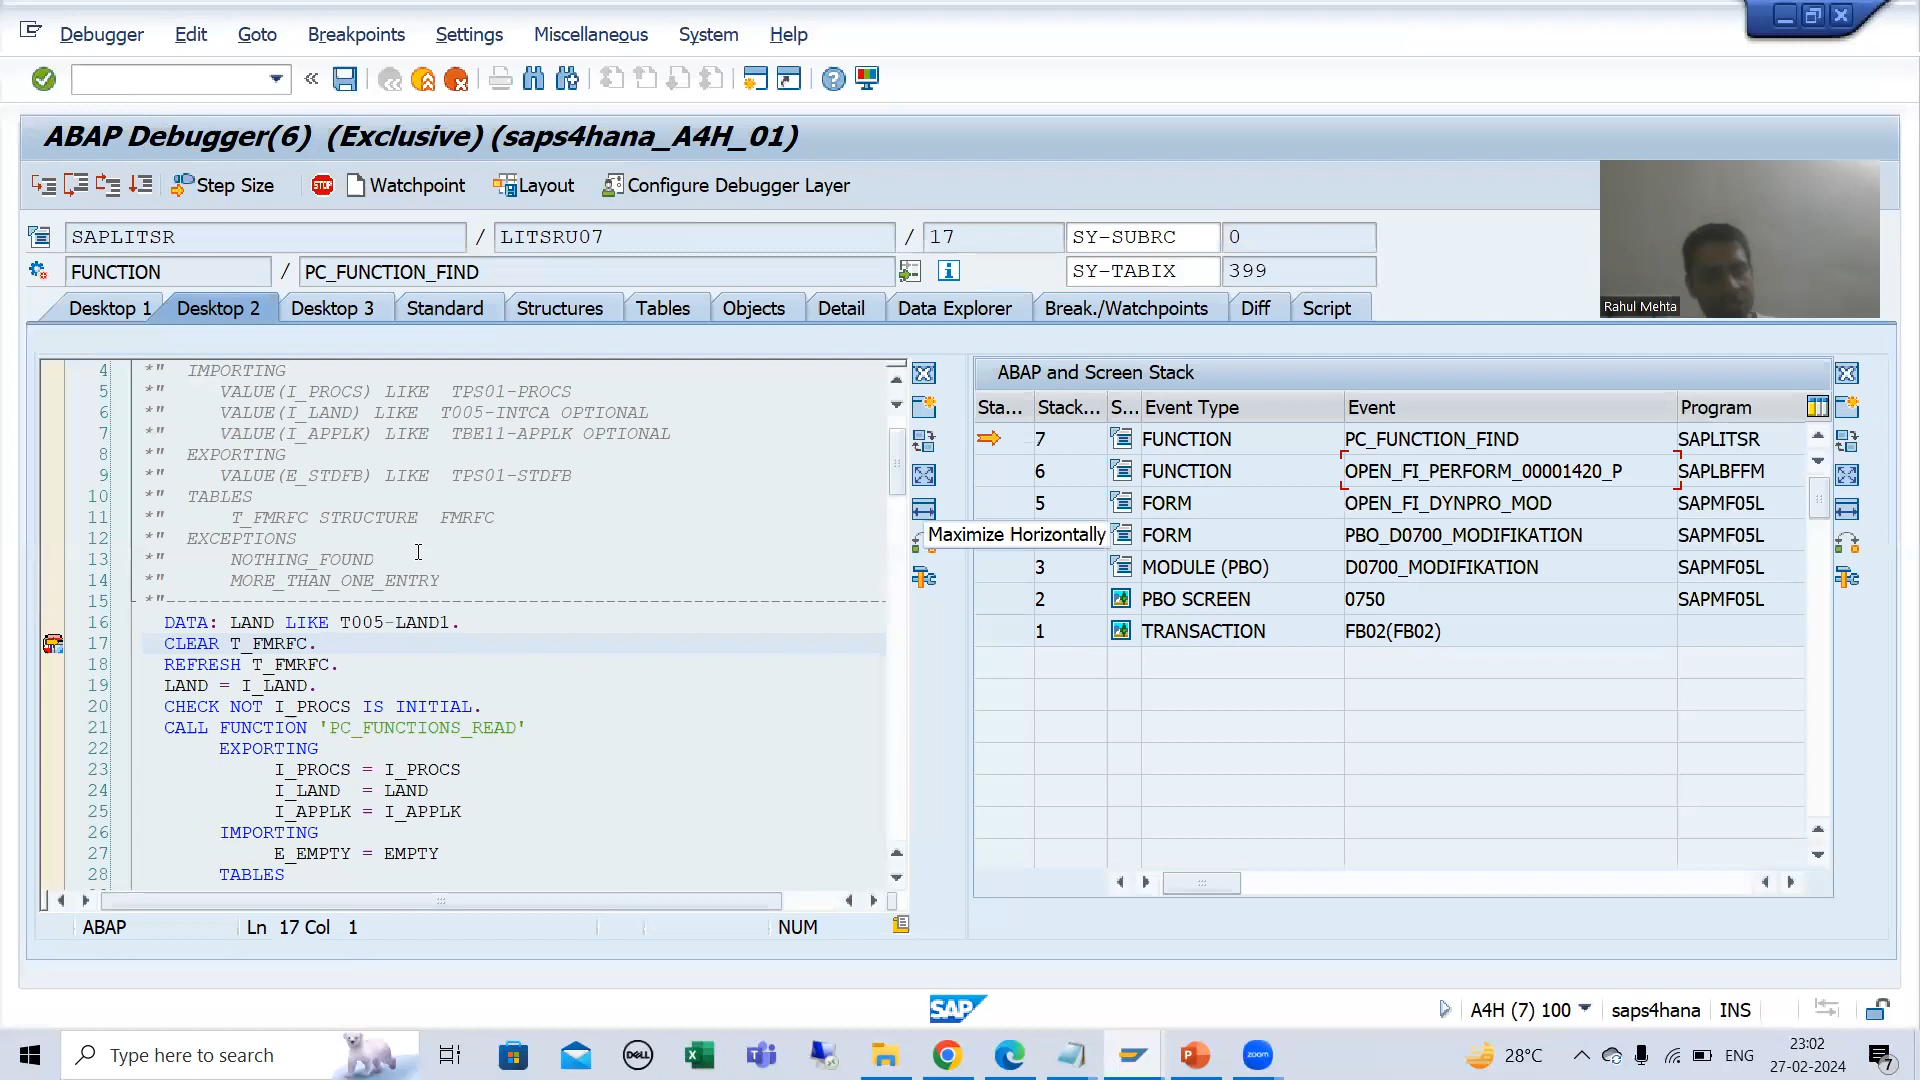 Debugger Edit Goto Breakpoints Settings Miscellaneous System Help
ABAP Debugger(6) (Exclusive) (saps4hana_A4H_01)
Step Size STOP Watchpoint Layout Configure Debugger Layer
SAPLITSR / LITSRU07 / 17 SY-SUBRC 0
FUNCTION / PC_FUNCTION_FIND SY-TABIX 399
Rahul Mehta
Desktop 1 Desktop 2 Desktop 3 Standard Structures Tables Objects Detail Data Explorer Break./Watchpoints Diff Script
4 *" IMPORTING
5 *" VALUE(I_PROCS) LIKE TPS01-PROCS
6 *" VALUE(I_LAND) LIKE T005-INTCA OPTIONAL
7 *" VALUE(I_APPLK) LIKE TBE11-APPLK OPTIONAL
8 *" EXPORTING
9 *" VALUE(E_STDFB) LIKE TPS01-STDFB
10 *" TABLES
11 *" T_FMRFC STRUCTURE FMRFC
12 *" EXCEPTIONS
13 *" NOTHING_FOUND
14 *" MORE_THAN_ONE_ENTRY
15 *"----------------------------------------------------------------------
16 DATA: LAND LIKE T005-LAND1.
17 CLEAR T_FMRFC.
18 REFRESH T_FMRFC.
19 LAND = I_LAND.
20 CHECK NOT I_PROCS IS INITIAL.
21 CALL FUNCTION 'PC_FUNCTIONS_READ'
22 EXPORTING
23 I_PROCS = I_PROCS
24 I_LAND = LAND
25 I_APPLK = I_APPLK
26 IMPORTING
27 E_EMPTY = EMPTY
28 TABLES
ABAP Ln 17 Col 1 NUM
Maximize Horizontally
ABAP and Screen Stack
Sta... Stack... S... Event Type Event Program
7 FUNCTION PC_FUNCTION_FIND SAPLITSR
6 FUNCTION OPEN_FI_PERFORM_00001420_P SAPLBFFM
5 FORM OPEN_FI_DYNPRO_MOD SAPMF05L
FORM PBO_D0700_MODIFIKATION SAPMF05L
3 MODULE (PBO) D0700_MODIFIKATION SAPMF05L
2 PBO SCREEN 0750 SAPMF05L
1 TRANSACTION FB02(FB02)
SAP
A4H (7) 100 saps4hana INS
Type here to search
DELL
zoom
28°C ENG
23:02
27-02-2024
7